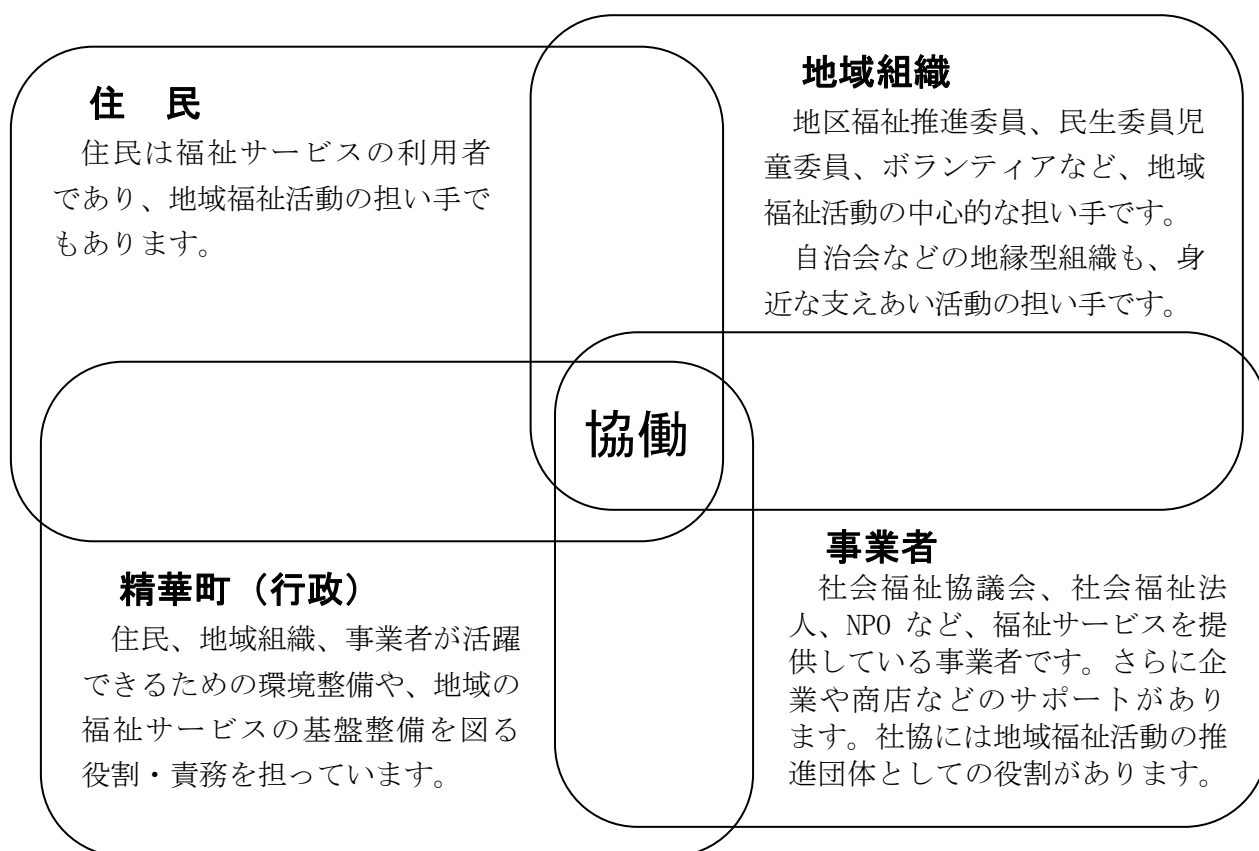 住　民
住民は福祉サービスの利用者
であり、地域福祉活動の担い手で
もあります。
地域組織
地区福祉推進委員、民生委員児
童委員、ボランティアなど、地域
福祉活動の中心的な担い手です。
自治会などの地縁型組織も、身
近な支えあい活動の担い手です。
協働
精華町（行政）
住民、地域組織、事業者が活躍
できるための環境整備や、地域の
福祉サービスの基盤整備を図る
役割・責務を担っています。
事業者
社会福祉協議会、社会福祉法
人、NPO など、福祉サービスを提
供している事業者です。さらに企
業や商店などのサポートがあり
ます。社協には地域福祉活動の推
進団体としての役割があります。